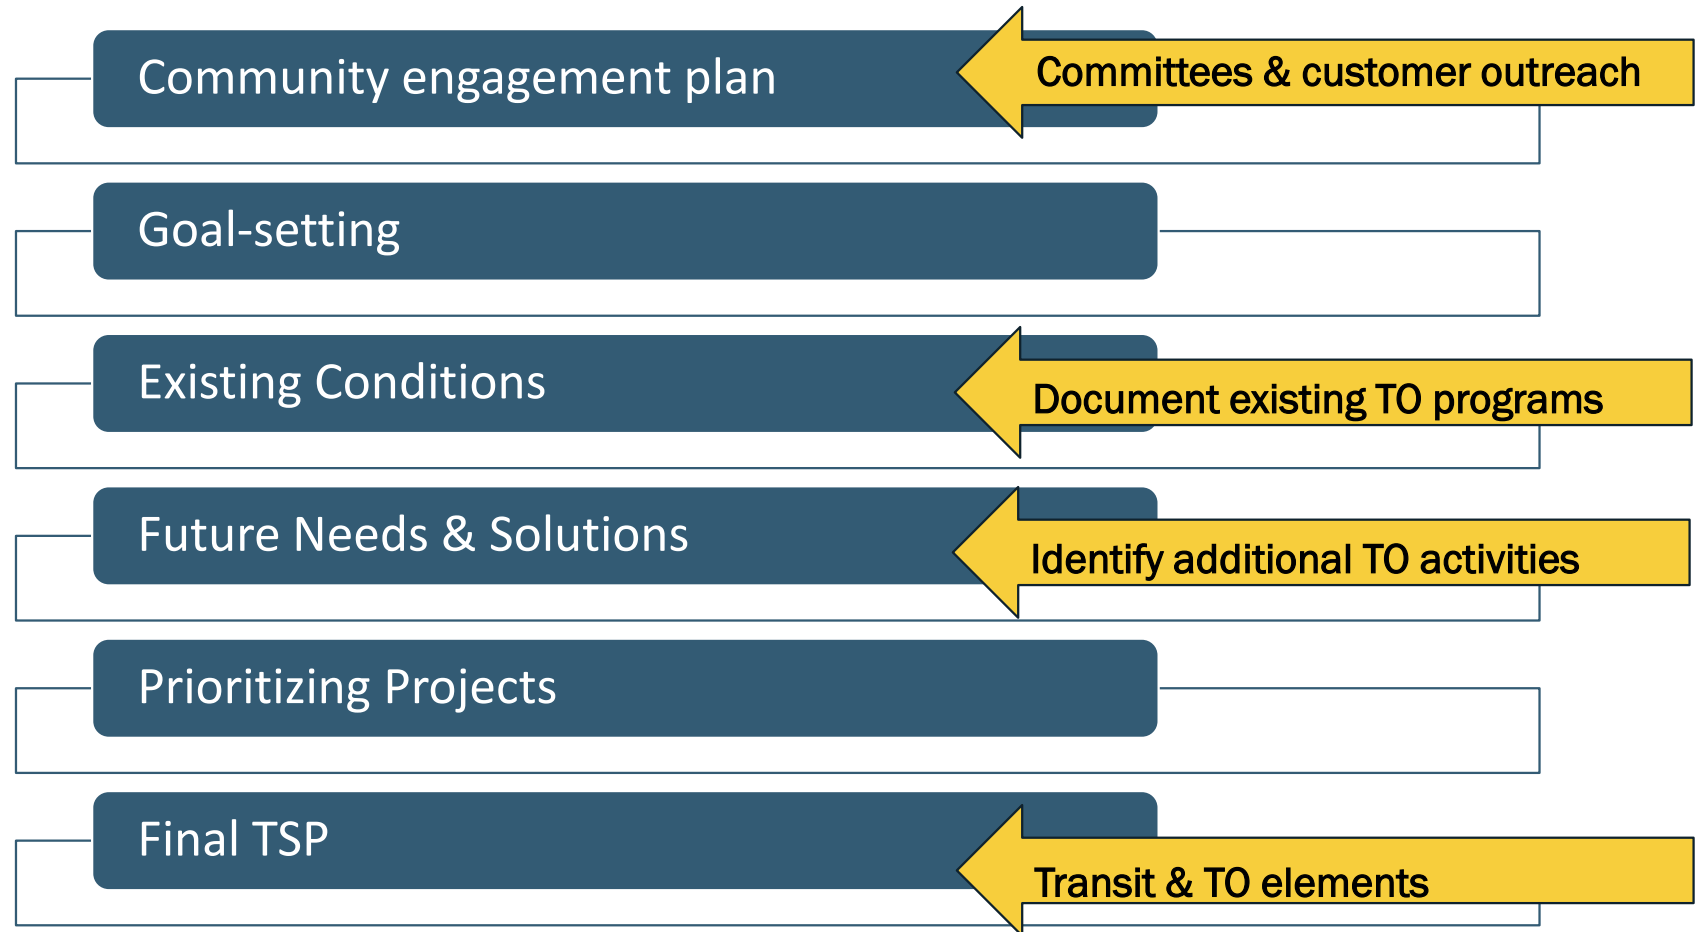 Community engagement plan
Committees & customer outreach
Goal-setting
Existing Conditions
Document existing TO programs
Future Needs & Solutions
Identify additional TO activities
Prioritizing Projects
Final TSP
Transit & TO elements